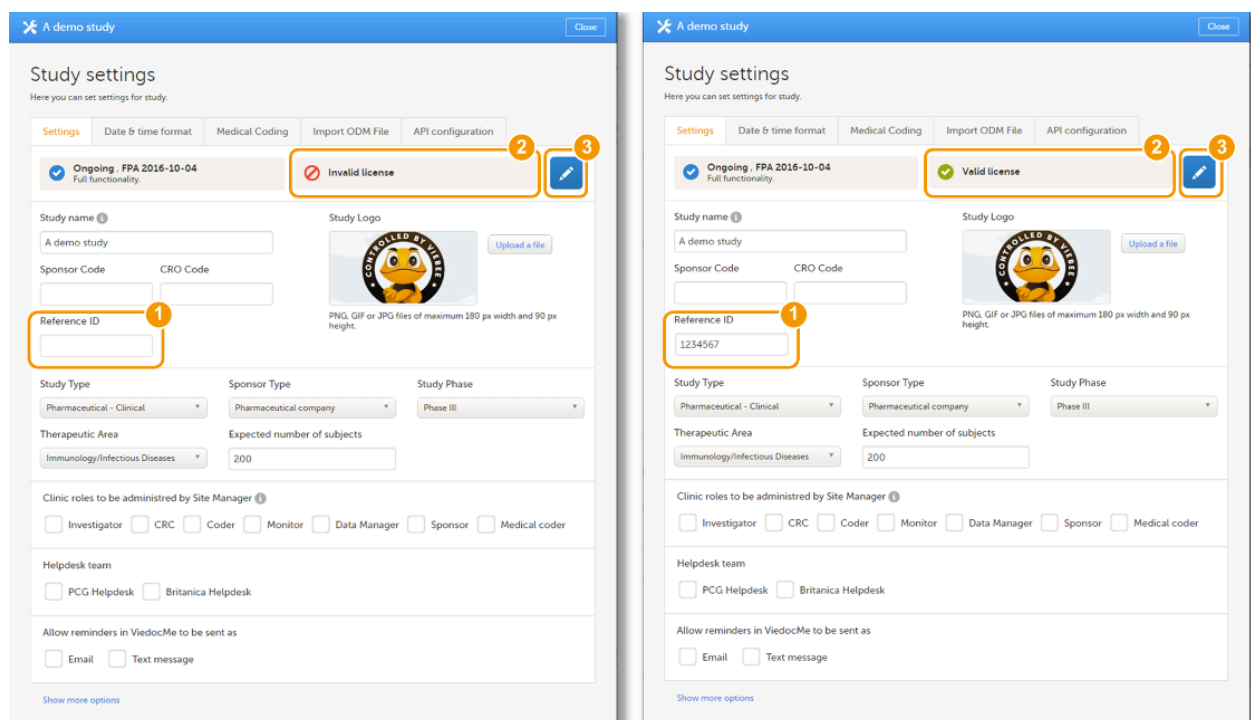 A demo study
Close
Study settings
Here you can set settings for study.
Settings
Date & time format
Medical Coding
Import ODM File
API configuration
2
3
Ongoing , FPA 2016-10-04
Full functionality.
Invalid license
Study name
A demo study
Study Logo
CONTROLLED BY VIEBEE
Upload a file
PNG, GIF or JPG files of maximum 180 px width and 90 px
height.
Sponsor Code
CRO Code
1
Reference ID
Study Type
Sponsor Type
Study Phase
Pharmaceutical - Clinical
Pharmaceutical company
Phase III
Therapeutic Area
Expected number of subjects
Immunology/Infectious Diseases
200
Clinic roles to be administred by Site Manager
Investigator
CRC
Coder
Monitor
Data Manager
Sponsor
Medical coder
Helpdesk team
PCG Helpdesk
Britanica Helpdesk
Allow reminders in ViedocMe to be sent as
Email
Text message
Show more options
A demo study
Close
Study settings
Here you can set settings for study.
Settings
Date & time format
Medical Coding
Import ODM File
API configuration
2
3
Ongoing , FPA 2016-10-04
Full functionality.
Valid license
Study name
A demo study
Study Logo
CONTROLLED BY VIEBEE
Upload a file
PNG, GIF or JPG files of maximum 180 px width and 90 px
height.
Sponsor Code
CRO Code
1
Reference ID
1234567
Study Type
Sponsor Type
Study Phase
Pharmaceutical - Clinical
Pharmaceutical company
Phase III
Therapeutic Area
Expected number of subjects
Immunology/Infectious Diseases
200
Clinic roles to be administred by Site Manager
Investigator
CRC
Coder
Monitor
Data Manager
Sponsor
Medical coder
Helpdesk team
PCG Helpdesk
Britanica Helpdesk
Allow reminders in ViedocMe to be sent as
Email
Text message
Show more options